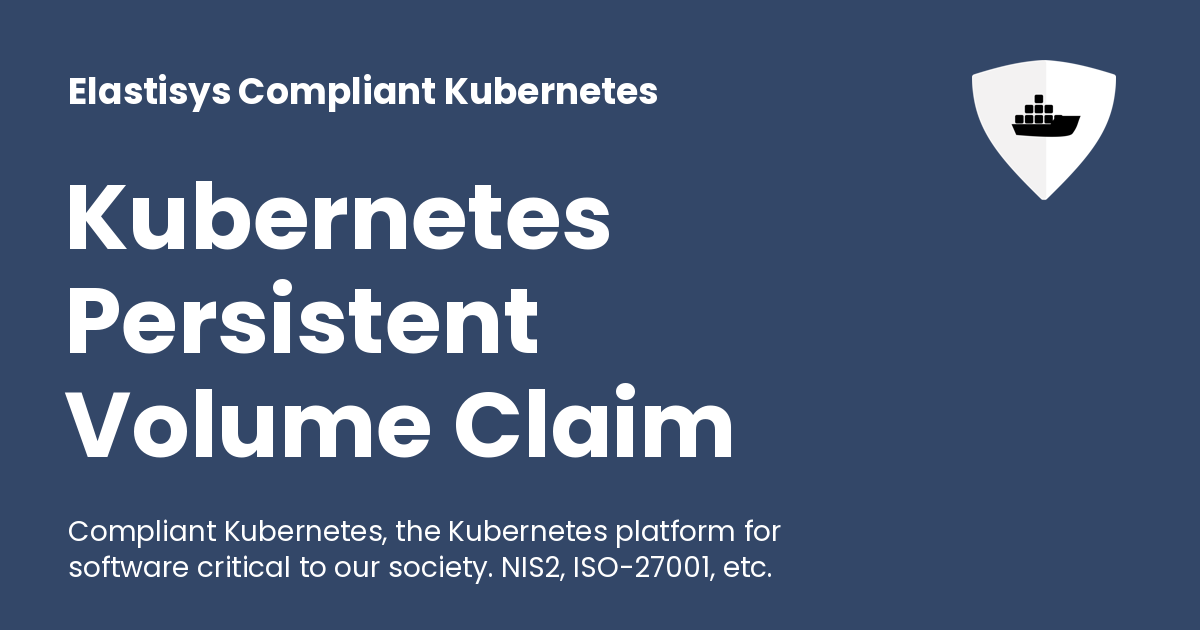 Elastisys Compliant Kubernetes
Kubernetes
Persistent
Volume Claim
Compliant Kubernetes, the Kubernetes platform for
software critical to our society. NIS2, ISO-27001, etc.